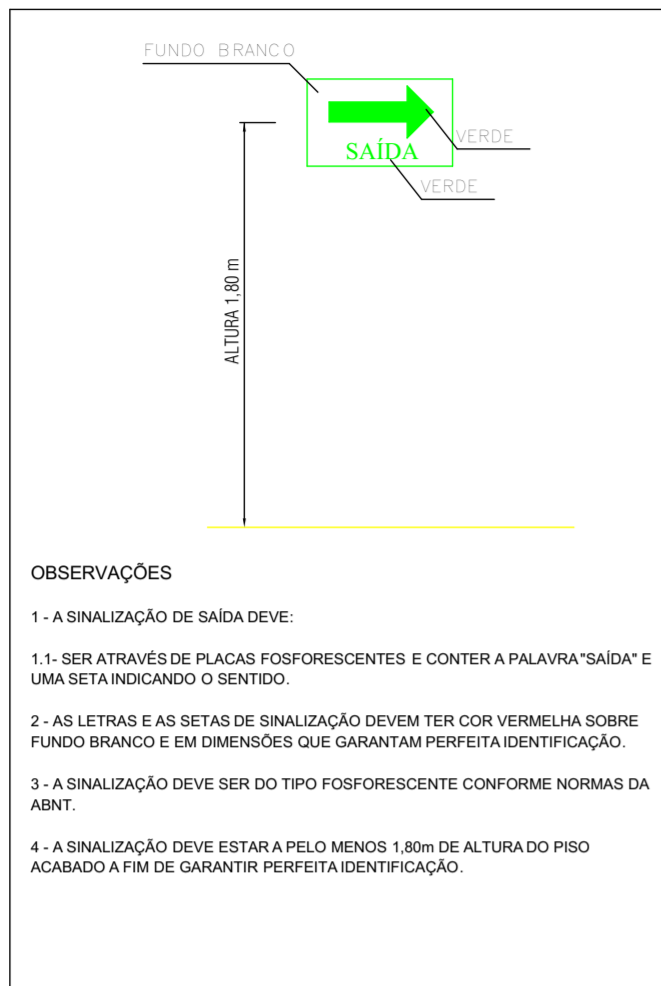 FUNDO BRANCO
VERDE
SAÍDA
VERDE
ALTURA 1,80 m
OBSERVAÇÕES
1 - A SINALIZAÇÃO DE SAÍDA DEVE:
1.1- SER ATRAVÉS DE PLACAS FOSFORESCENTES E CONTER A PALAVRA "SAÍDA" E
UMA SETA INDICANDO O SENTIDO.
2 - AS LETRAS E AS SETAS DE SINALIZAÇÃO DEVEM TER COR VERMELHA SOBRE
FUNDO BRANCO E EM DIMENSÕES QUE GARANTAM PERFEITA IDENTIFICAÇÃO.
3 - A SINALIZAÇÃO DEVE SER DO TIPO FOSFORESCENTE CONFORME NORMAS DA
ABNT.
4 - A SINALIZAÇÃO DEVE ESTAR A PELO MENOS 1,80m DE ALTURA DO PISO
ACABADO A FIM DE GARANTIR PERFEITA IDENTIFICAÇÃO.